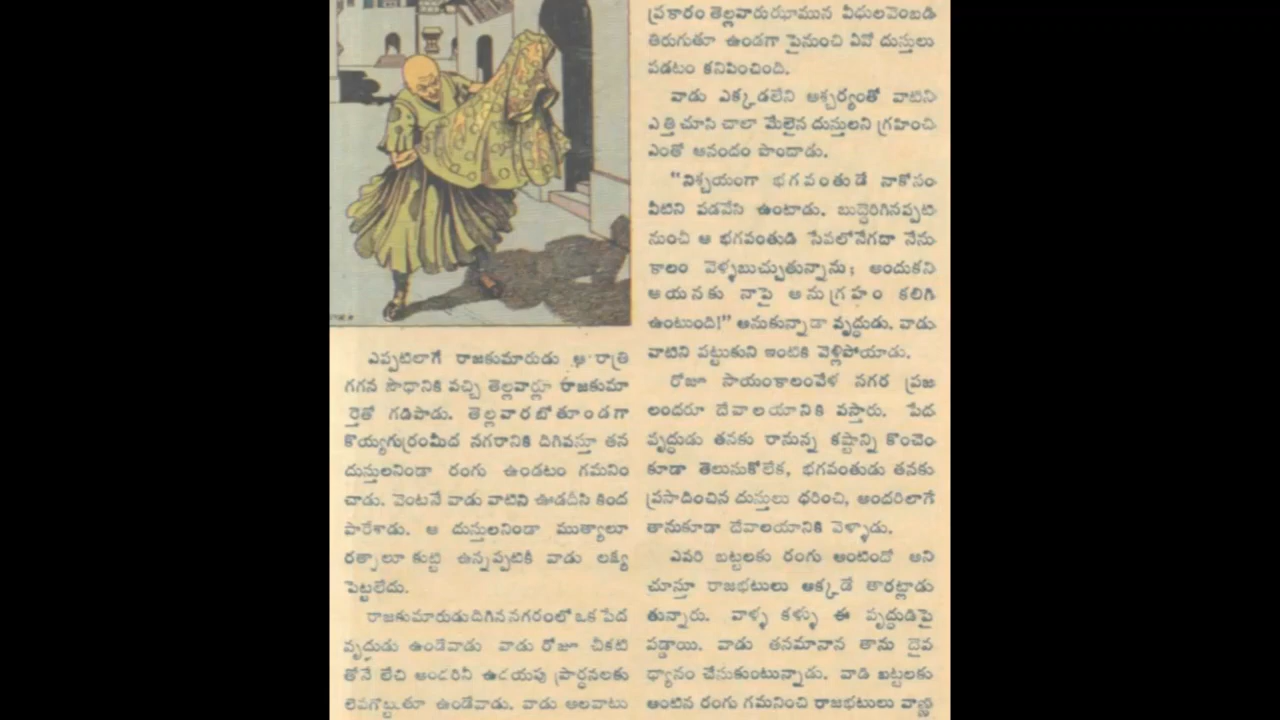 ఎప్పటిలాగే రాజకుమారుడు ఆ రాత్రి
గగన సౌధానికి వచ్చి తెల్లవార్లూ రాజకుమా
ర్తెతో గడిపాడు. తెల్లవారబోతూండగా
కొయ్యగుర్రంమీద నగరానికి దిగివస్తూ తన
దుస్తులనిండా రంగు ఉండటం గమనిం
చాడు. వెంటనే వాడు వాటిని ఊడదీసి కింద
పారేశాడు. ఆ దుస్తులనిండా ముత్యాలూ
రత్నాలూ కుట్టి ఉన్నప్పటికీ వాడు లక్ష్య
పెట్టలేదు.
రాజకుమారుడు దిగిన నగరంలో ఒక పేద
వృద్ధుడు ఉండేవాడు వాడు రోజూ చీకటి
తోనే లేచి అందరినీ ఉదయపు ప్రార్థనలకు
లేపగొట్టుతూ ఉండేవాడు. వాడు అలవాటు
ప్రకారం తెల్లవారుఝామున వీధులవెంబడి
తిరుగుతూ ఉండగా పైనుంచి ఏవో దుస్తులు
పడటం కనిపించింది.
వాడు ఎక్కడలేని ఆశ్చర్యంతో వాటిని
ఎత్తి చూసి చాలా మేలైన దుస్తులని గ్రహించి
ఎంతో ఆనందం పొందాడు.
“నిశ్చయంగా భగవంతుడే నాకోసం
వీటిని పడవేసి ఉంటాడు. బుద్ధెరిగినప్పటి
నుంచీ ఆ భగవంతుడి సేవలోనేగదా నేను
కాలం వెళ్ళబుచ్చుతున్నాను; అందుకని
ఆయనకు నాపై అనుగ్రహం కలిగి
ఉంటుంది!” అనుకున్నాడా వృద్ధుడు. వాడు
వాటిని పట్టుకుని ఇంటికి వెళ్లిపోయాడు.
రోజూ సాయంకాలంవేళ నగర ప్రజ
లందరూ దేవాలయానికి వస్తారు. పేద
వృద్ధుడు తనకు రానున్న కష్టాన్ని కొంచెం
కూడా తెలుసుకోలేక, భగవంతుడు తనకు
ప్రసాదించిన దుస్తులు ధరించి, అందరిలాగే
తానుకూడా దేవాలయానికి వెళ్ళాడు.
ఎవరి బట్టలకు రంగు అంటిందో అని
చూస్తూ రాజభటులు అక్కడే తారట్లాడు
తున్నారు. వాళ్ళ కళ్ళు ఈ వృద్ధుడిపై
పడ్డాయి. వాడు తనమానాన తాను దైవ
ధ్యానం చేసుకుంటున్నాడు. వాడి బట్టలకు
అంటిన రంగు గమనించి రాజభటులు వాణ్ణి